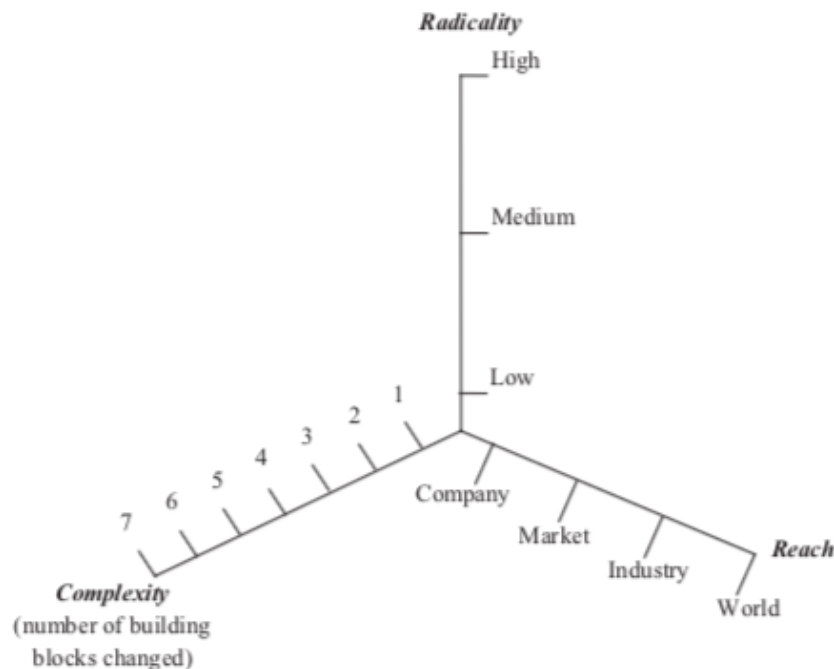 Radicality
High
Medium
Low
1
2
3
4
5
6
7
Company
Market
Industry
World
Reach
Complexity
(number of building
blocks changed)